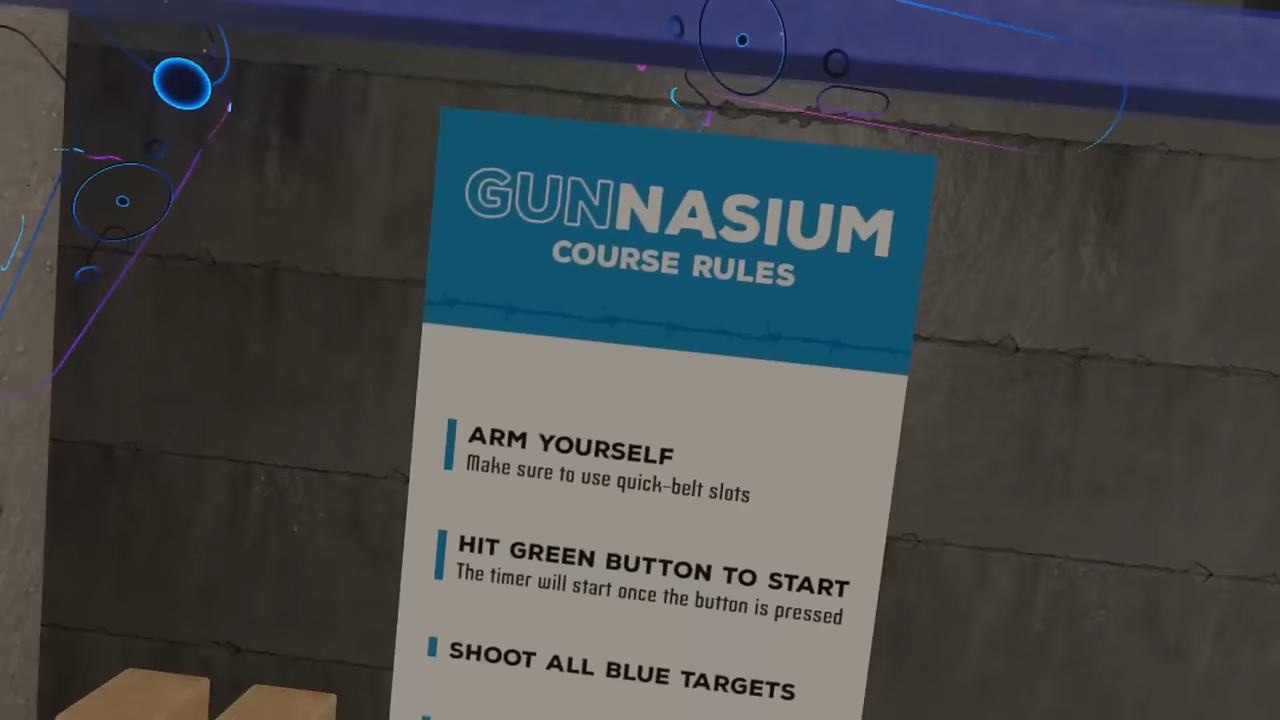 GUNNASIUM
COURSE RULES
ARM YOURSELF
Make sure to use quick-belt slots
HIT GREEN BUTTON TO START
The timer will start once the button is pressed
SHOOT ALL BLUE TARGETS